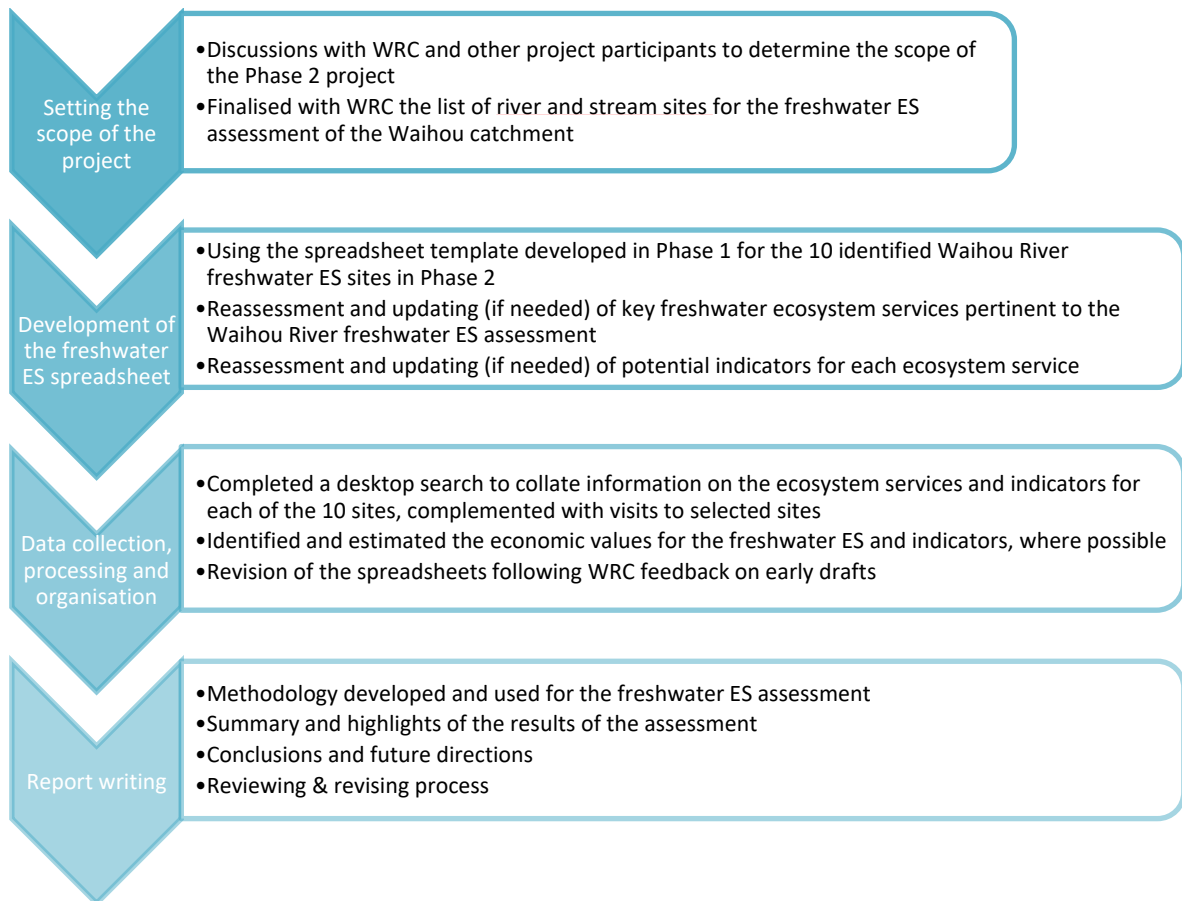 Setting the
scope of the
project
•Discussions with WRC and other project participants to determine the scope of
the Phase 2 project
•Finalised with WRC the list of river and stream sites for the freshwater ES
assessment of the Waihou catchment
Development of
the freshwater
ES spreadsheet
•Using the spreadsheet template developed in Phase 1 for the 10 identified Waihou River
freshwater ES sites in Phase 2
•Reassessment and updating (if needed) of key freshwater ecosystem services pertinent to the
Waihou River freshwater ES assessment
•Reassessment and updating (if needed) of potential indicators for each ecosystem service
Data collection,
processing and
organisation
•Completed a desktop search to collate information on the ecosystem services and indicators for
each of the 10 sites, complemented with visits to selected sites
•Identified and estimated the economic values for the freshwater ES and indicators, where possible
•Revision of the spreadsheets following WRC feedback on early drafts
Report writing
•Methodology developed and used for the freshwater ES assessment
•Summary and highlights of the results of the assessment
•Conclusions and future directions
•Reviewing & revising process